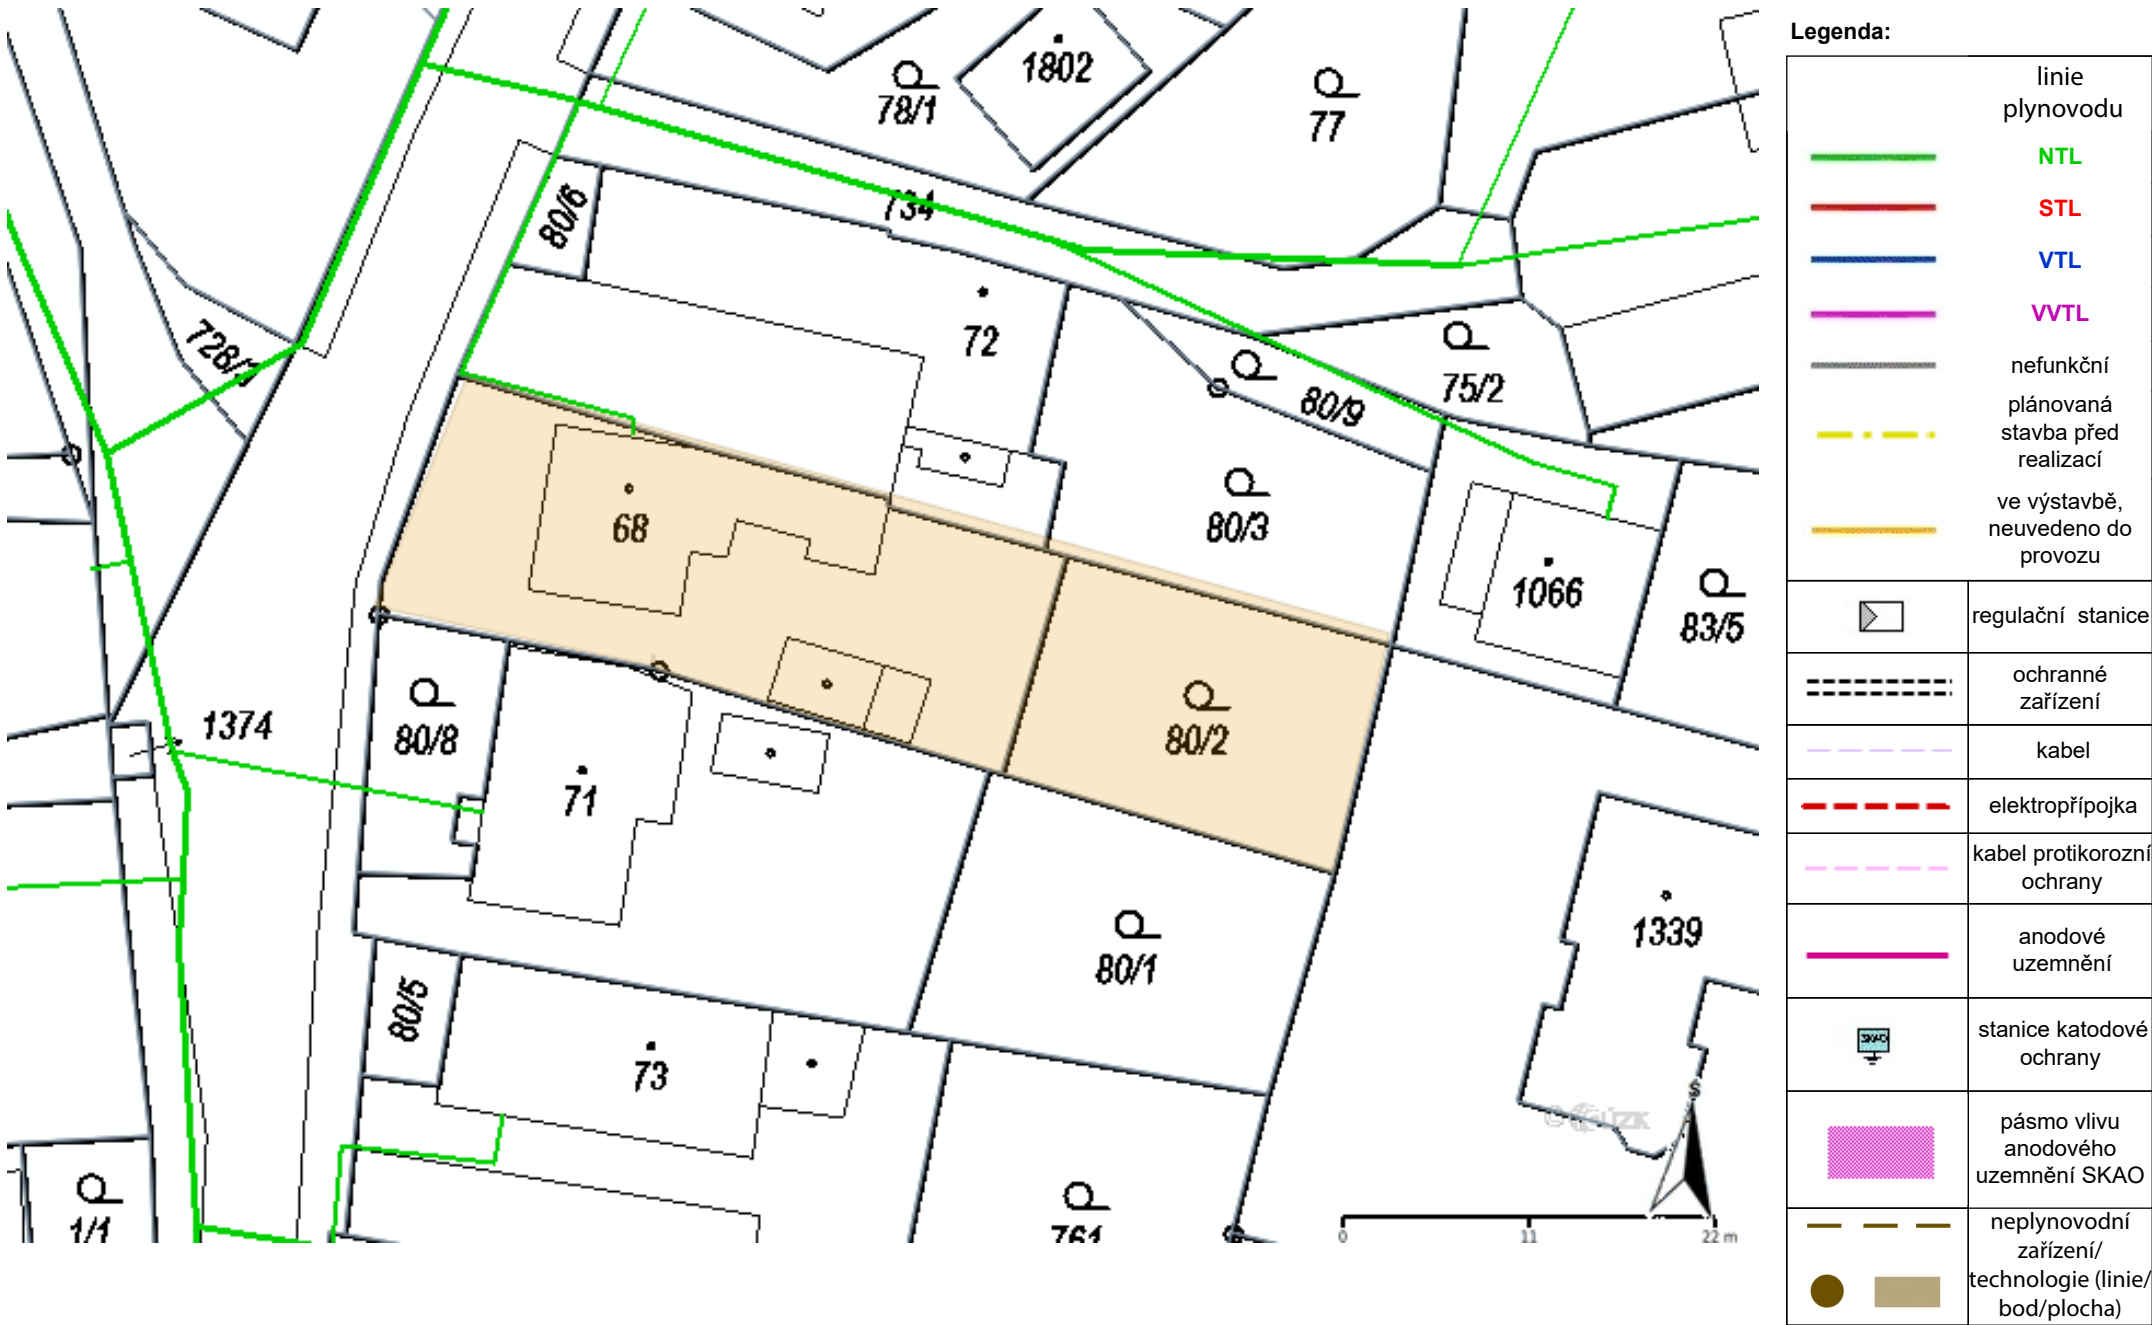 1802
78/1
77
80/6
734
72
728/1
75/2
80/9
68
80/3
1066
83/5
80/8
1374
71
80/2
80/1
1339
80/5
73
1/1
761
Š
0 11 22 m
Legenda:
linie
plynovodu
NTL
STL
VTL
VVTL
nefunkční
plánovaná
stavba před
realizací
ve výstavbě,
neuvedeno do
provozu
regulační stanice
ochranné
zařízení
kabel
elektropřípojka
kabel protikorozní
ochrany
anodové
uzemnění
SKAO
stanice katodové
ochrany
pásmo vlivu
anodového
uzemnění SKAO
neplynovodní
zařízení/
technologie (linie/
bod/plocha)